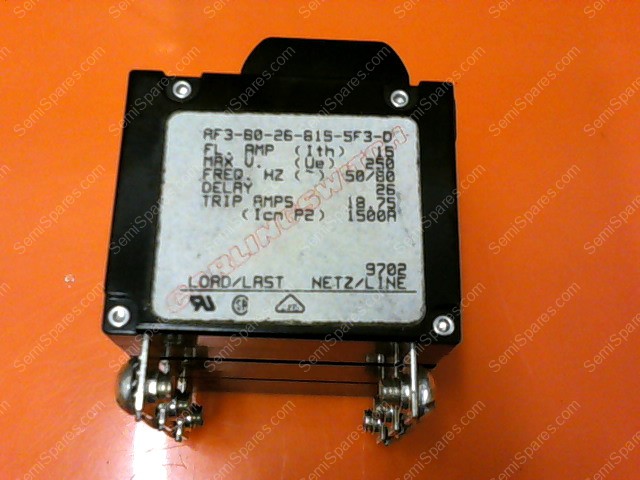 AF3-B0-26-615-5F3-D
FL. AMP (Ith) 15
MAX V. (Ue) 250
FREQ. HZ (~) 50/60
DELAY 26
TRIP AMPS 18.75
(Icn P2) 1500A
CARLINGSWITCH
9702
LOAD/LAST NETZ/LINE
SemiSpares.com